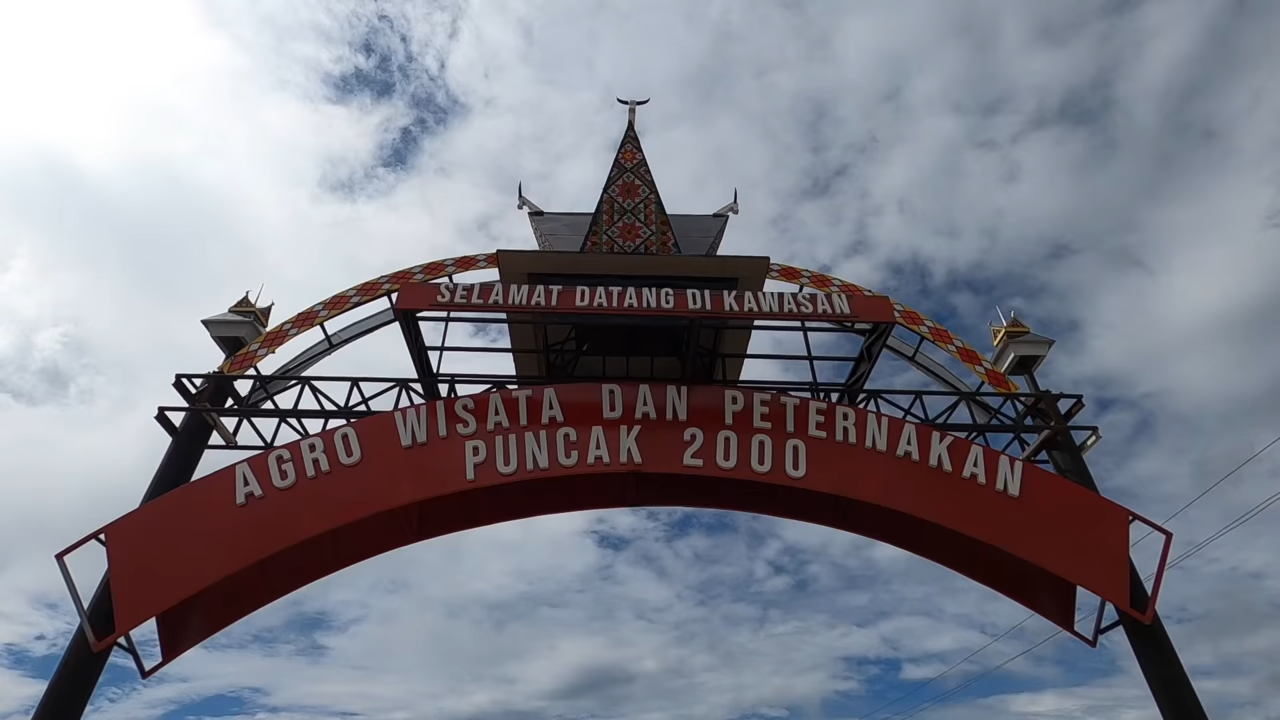 SELAMAT DATANG DI KAWASAN
AGRO WISATA DAN PETERNAKAN
PUNCAK 2000